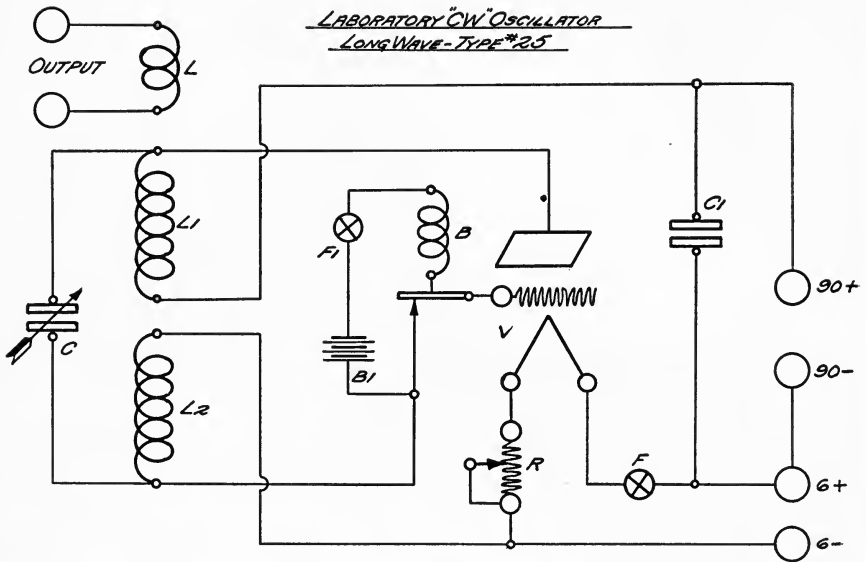 LABORATORY "CW" OSCILLATOR
LONG WAVE - TYPE #25
OUTPUT
L
L1
C
L2
F1
B
B1
V
R
F
C1
90+
90-
6+
6-